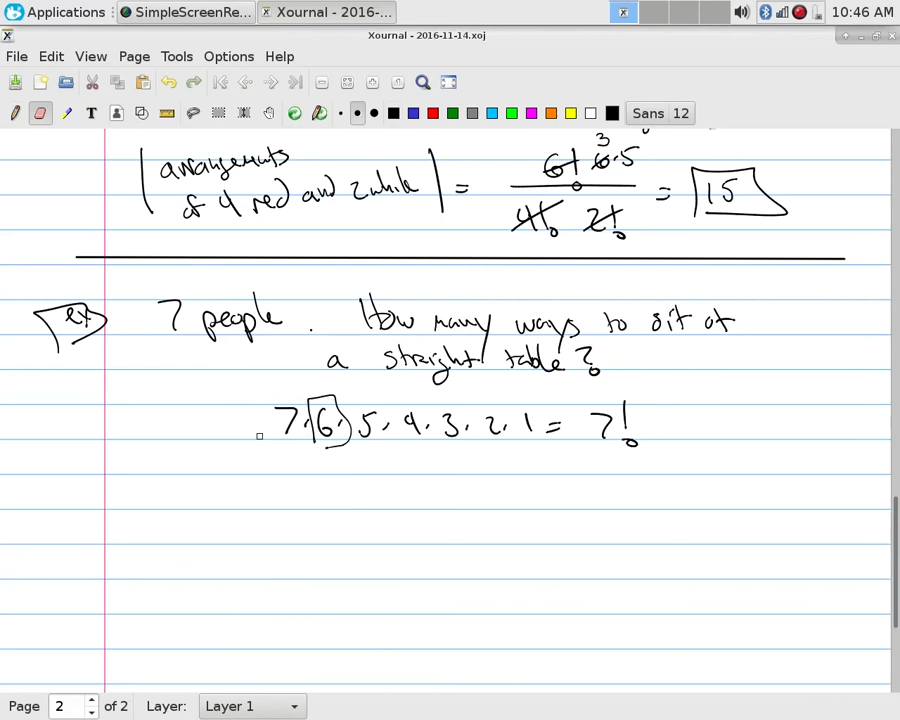 Applications
SimpleScreenRe...
Xournal - 2016-...
10:46 AM
Xournal - 2016-11-14.xoj
File Edit View Page Tools Options Help
Sans 12
3
arrangements 6! 6·5
of 4 red and 2 white = = 15
4! 2!
ex 7 people. How many ways to sit at
a straight table?
7·6·5·4·3·2·1 = 7!
Page 2 of 2 Layer: Layer 1